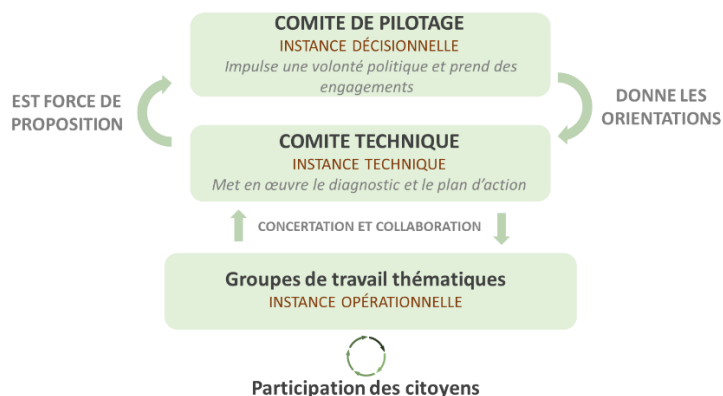 COMITE DE PILOTAGE
INSTANCE DÉCISIONNELLE
Impulse une volonté politique et prend des
engagements
EST FORCE DE
PROPOSITION
DONNE LES
ORIENTATIONS
COMITE TECHNIQUE
INSTANCE TECHNIQUE
Met en œuvre le diagnostic et le plan d'action
CONCERTATION ET COLLABORATION
Groupes de travail thématiques
INSTANCE OPÉRATIONNELLE
Participation des citoyens